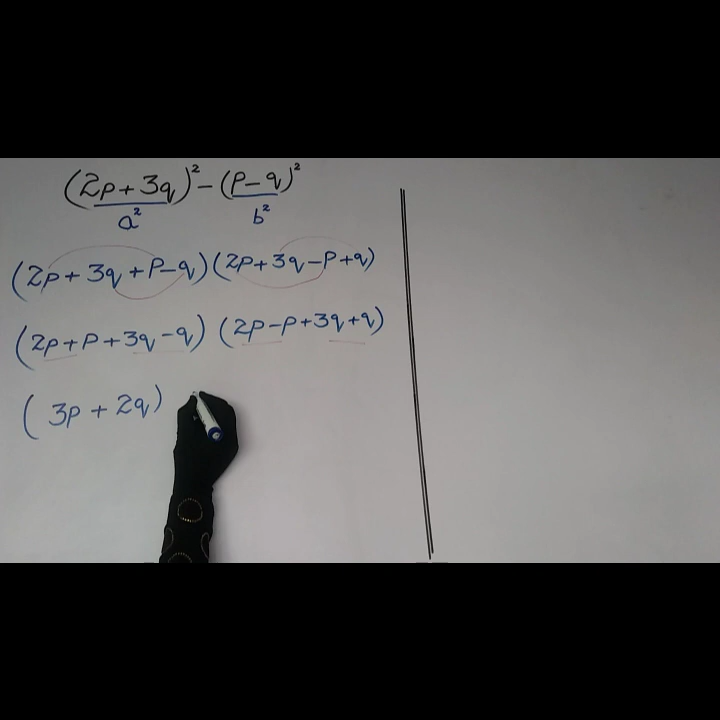 (2p+3q)² – (p–q)²
a² b²
(2p+3q+p–q)(2p+3q–p+q)
(2p+p+3q–q) (2p–p+3q+q)
(3p+2q)